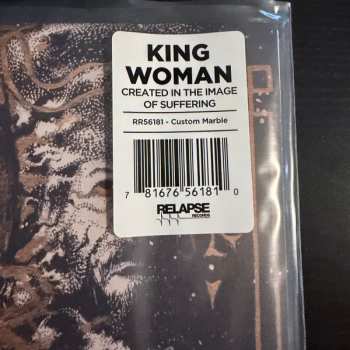 KING
WOMAN
CREATED IN THE IMAGE
OF SUFFERING
RR56181 - Custom Marble
7 81676 56181 0
RELAPSE
RECORDS